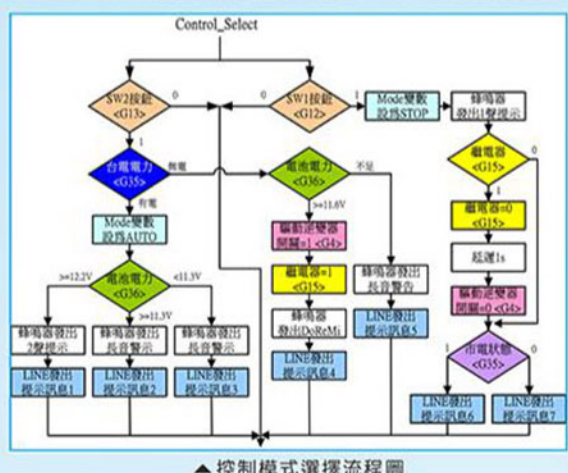 Control_Select
SW2按鈕
<G13>
0
1
SW1按鈕
<G12>
0
1
Mode變數
設為STOP
蜂鳴器
發出1聲提示
繼電器
<G15>
0
1
繼電器=0
<G15>
延遲1s
驅動逆變器
開關=0 <G4>
市電狀態
<G35>
1
0
LINE發出
提示訊息6
LINE發出
提示訊息7
台電電力
<G35>
無電
有電
Mode變數
設為AUTO
電池電力
<G36>
>=12.2V
>=11.3V
<11.3V
蜂鳴器發出
2聲提示
蜂鳴器發出
長音警示
蜂鳴器發出
長音警示
LINE發出
提示訊息1
LINE發出
提示訊息2
LINE發出
提示訊息3
電池電力
<G36>
不足
>=11.6V
驅動逆變器
開關=1 <G4>
繼電器=1
<G15>
蜂鳴器
發出DoReMi
LINE發出
提示訊息4
蜂鳴器發出
長音警告
LINE發出
提示訊息5
▲控制模式選擇流程圖